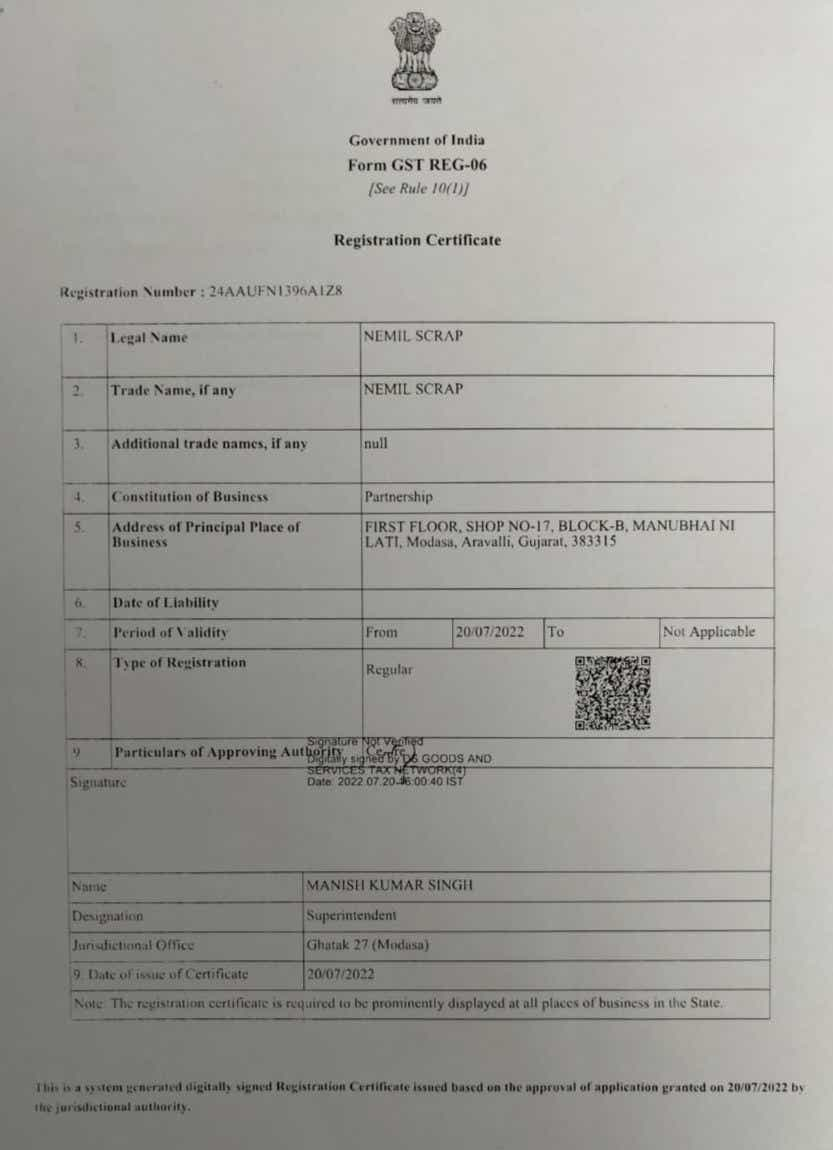 सत्यमेव जयते
Government of India
Form GST REG-06
[See Rule 10(1)]
Registration Certificate
Registration Number : 24AAUFN1396A1Z8
1. Legal Name NEMIL SCRAP
2. Trade Name, if any NEMIL SCRAP
3. Additional trade names, if any null
4. Constitution of Business Partnership
5. Address of Principal Place of Business FIRST FLOOR, SHOP NO-17, BLOCK-B, MANUBHAI NI
LATI, Modasa, Aravalli, Gujarat, 383315
6. Date of Liability
7. Period of Validity From 20/07/2022 To Not Applicable
8. Type of Registration Regular
9 Particulars of Approving Authority Centre
Signature Not Verified
Digitally signed by DS GOODS AND
SERVICES TAX NETWORK(4)
Date: 2022.07.20 16:00:40 IST
Signature
Name MANISH KUMAR SINGH
Designation Superintendent
Jurisdictional Office Ghatak 27 (Modasa)
9. Date of issue of Certificate 20/07/2022
Note: The registration certificate is required to be prominently displayed at all places of business in the State.
This is a system generated digitally signed Registration Certificate issued based on the approval of application granted on 20/07/2022 by
the jurisdictional authority.